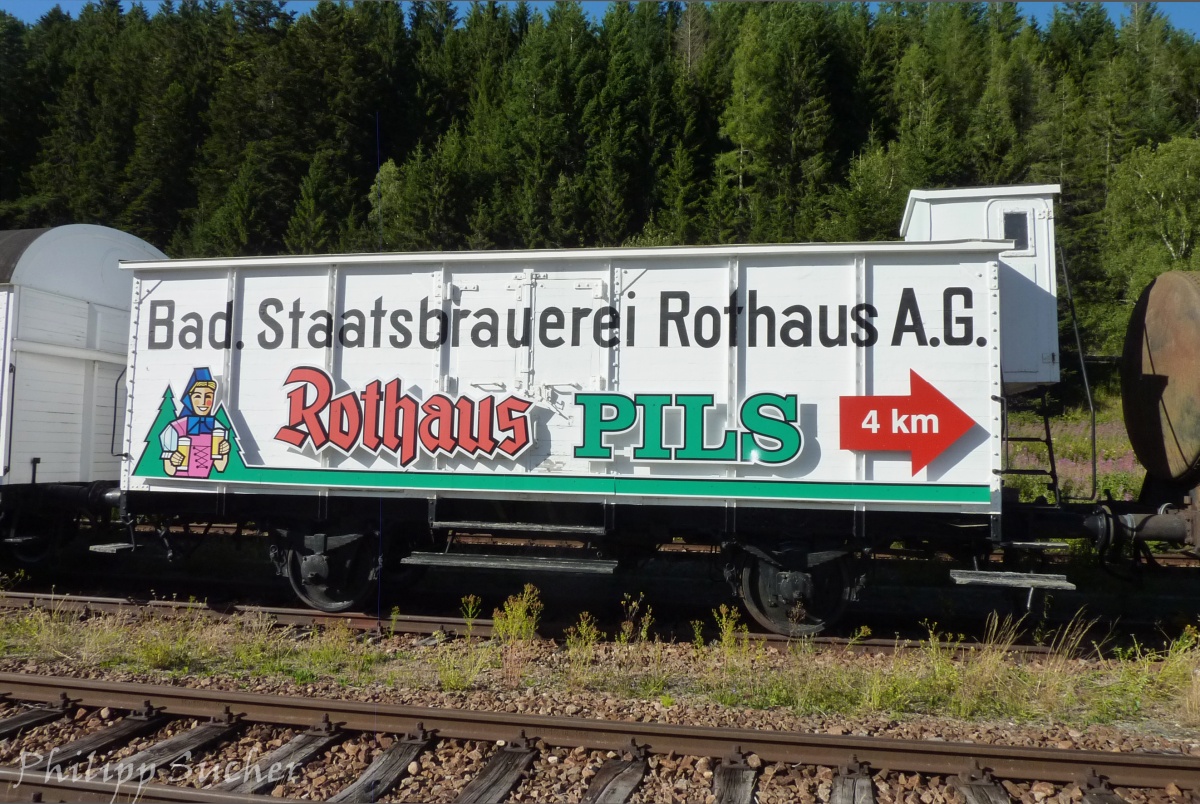 Bad. Staatsbrauerei Rothaus A.G.
Rothaus PILS
4 km
Philipp Sucher